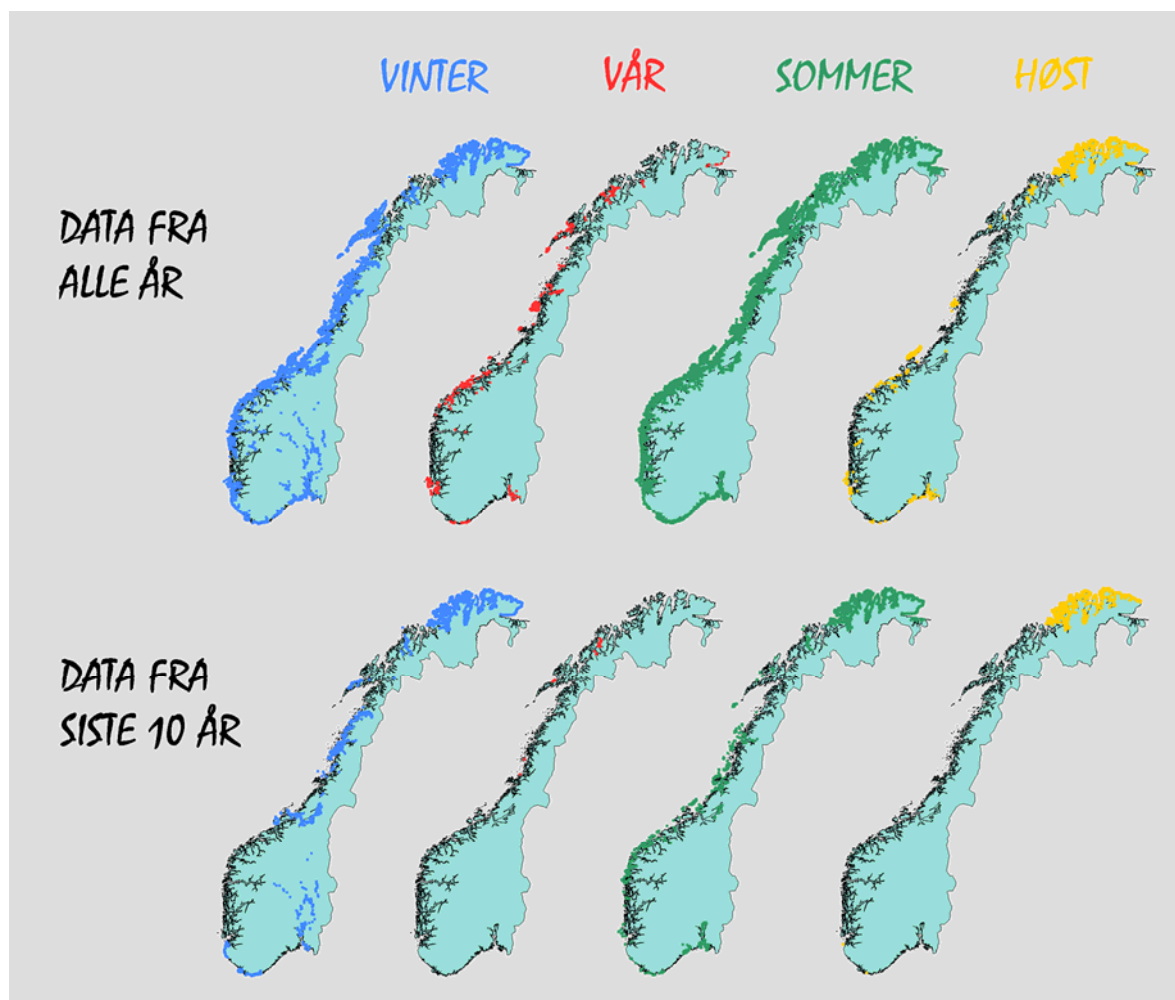 VINTER VÅR SOMMER HØST
DATA FRA
ALLE ÅR
DATA FRA
SISTE 10 ÅR